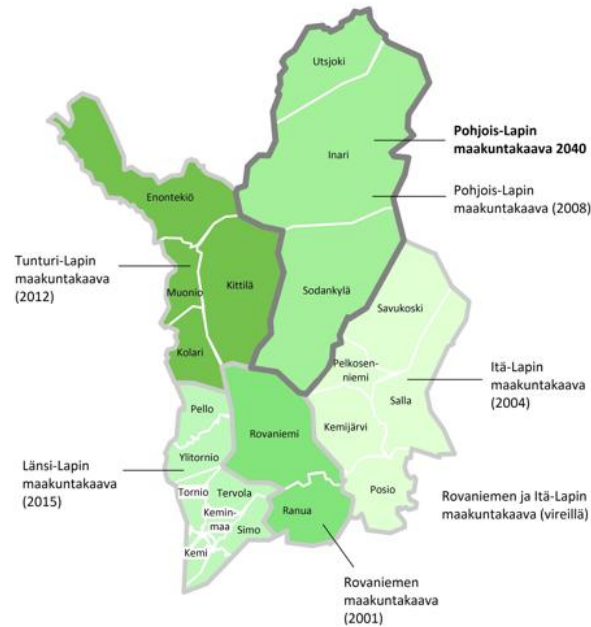 Utsjoki
Pohjois-Lapin
maakuntakaava 2040
Inari
Pohjois-Lapin
maakuntakaava (2008)
Enontekiö
Tunturi-Lapin
maakuntakaava
(2012)
Muonio
Kittilä
Sodankylä
Savukoski
Kolari
Pelkosen-
niemi
Itä-Lapin
maakuntakaava
(2004)
Salla
Pello
Rovaniemi
Kemijärvi
Länsi-Lapin
maakuntakaava
(2015)
Ylitornio
Tornio
Tervola
Posio
Rovaniemen ja Itä-Lapin
maakuntakaava (vireillä)
Kemin-
maa
Ranua
Simo
Kemi
Rovaniemen
maakuntakaava
(2001)